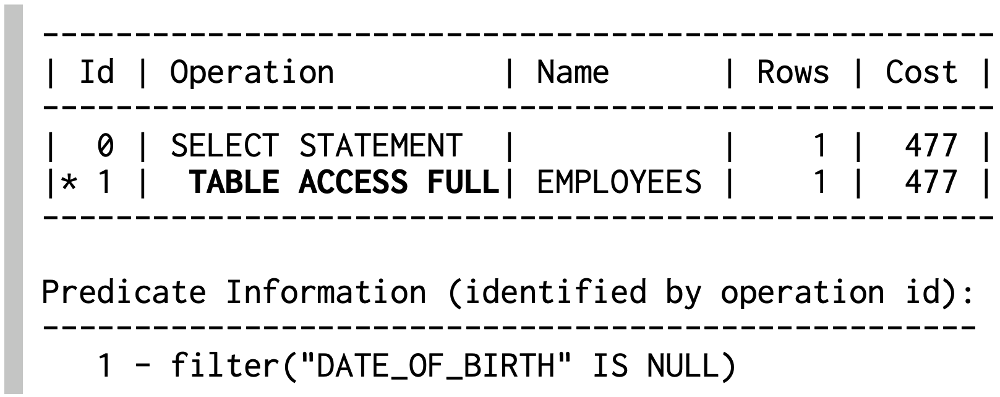 ----------------------------------------------------
| Id | Operation         | Name      | Rows | Cost |
----------------------------------------------------
|  0 | SELECT STATEMENT  |           |    1 |  477 |
|* 1 |  TABLE ACCESS FULL| EMPLOYEES |    1 |  477 |
----------------------------------------------------
Predicate Information (identified by operation id):
---------------------------------------------------
   1 - filter("DATE_OF_BIRTH" IS NULL)